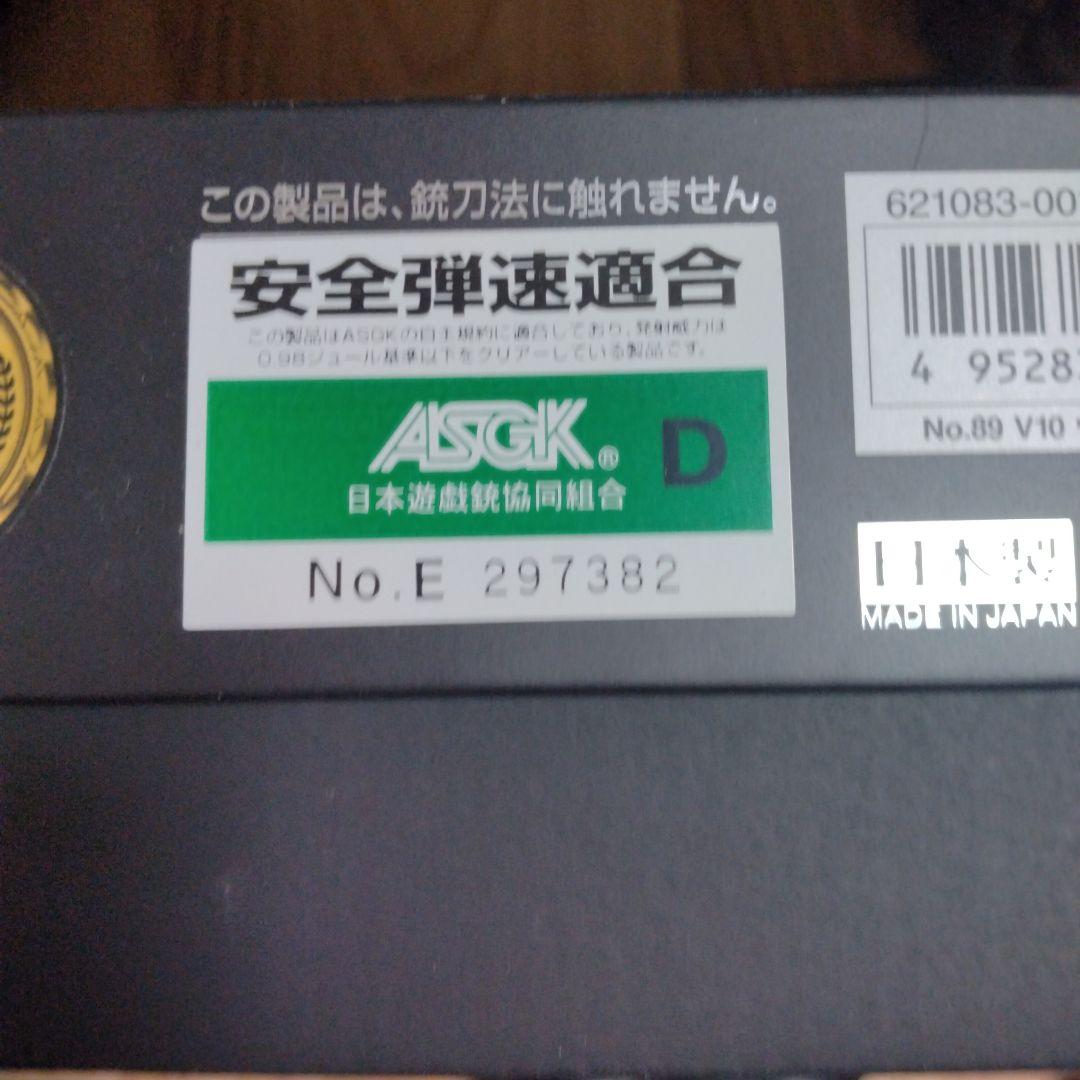 この製品は、銃刀法に触れません。
安全弾速適合
この製品はASGKの自主規約に適合しており、発射威力は
0.98ジュール基準以下をクリアーしている製品です。
ASGK® D
日本遊戯銃協同組合
No.E 297382
621083-00
4 9528
No.89 V10
日本製
MADE IN JAPAN